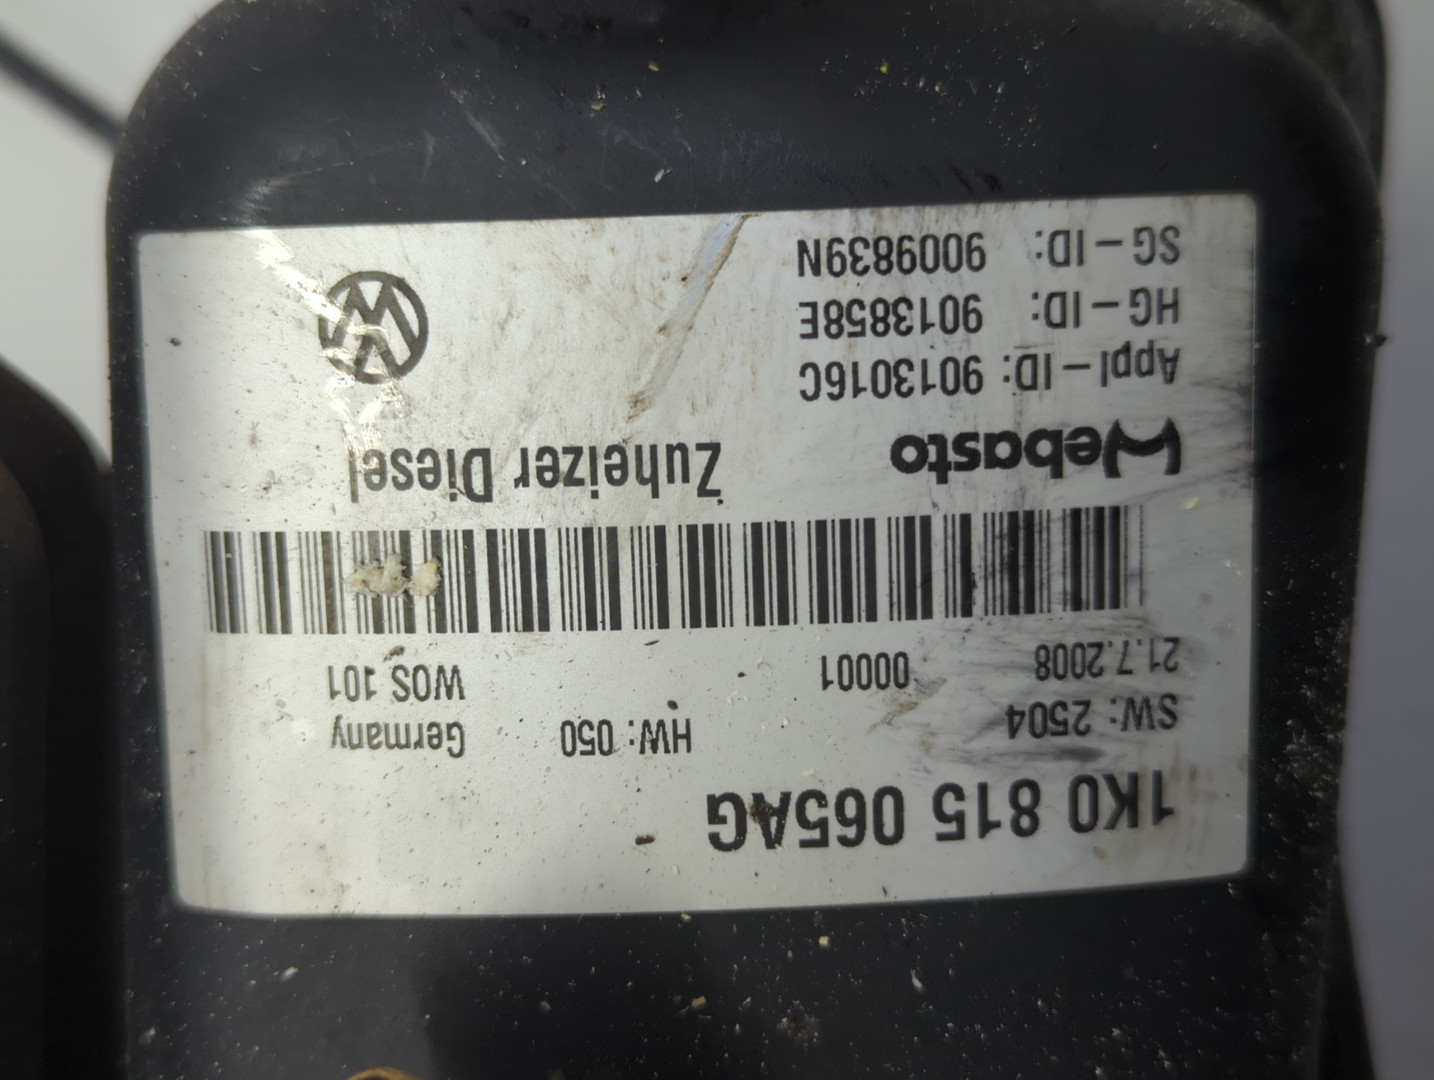 1K0 815 065AG
SW: 2504 HW: 050 Germany
21.7.2008 00001 WOS 101
Webasto Zuheizer Diesel
Appl-ID: 9013016C
HG-ID: 9013858E
SG-ID: 9009839N